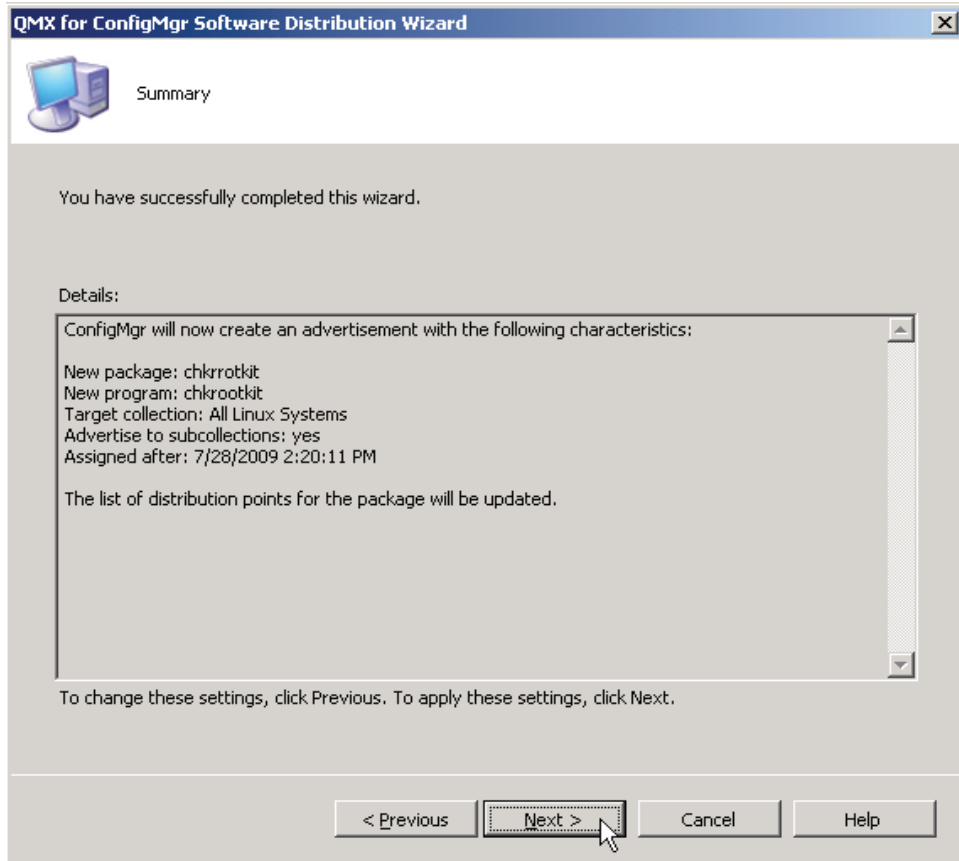 QMX for ConfigMgr Software Distribution Wizard
Summary
You have successfully completed this wizard.
Details:
ConfigMgr will now create an advertisement with the following characteristics:
New package: chkrrotkit
New program: chkrootkit
Target collection: All Linux Systems
Advertise to subcollections: yes
Assigned after: 7/28/2009 2:20:11 PM
The list of distribution points for the package will be updated.
To change these settings, click Previous. To apply these settings, click Next.
< Previous Next > Cancel Help